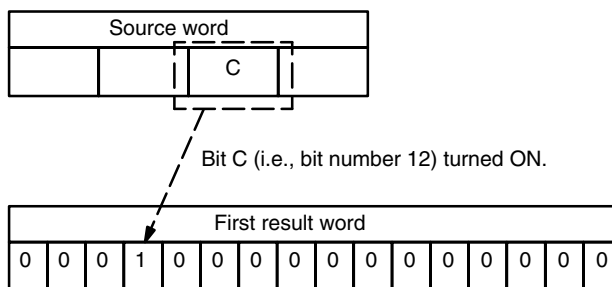 Source word
C
Bit C (i.e., bit number 12) turned ON.
First result word
0 0 0 1 0 0 0 0 0 0 0 0 0 0 0 0